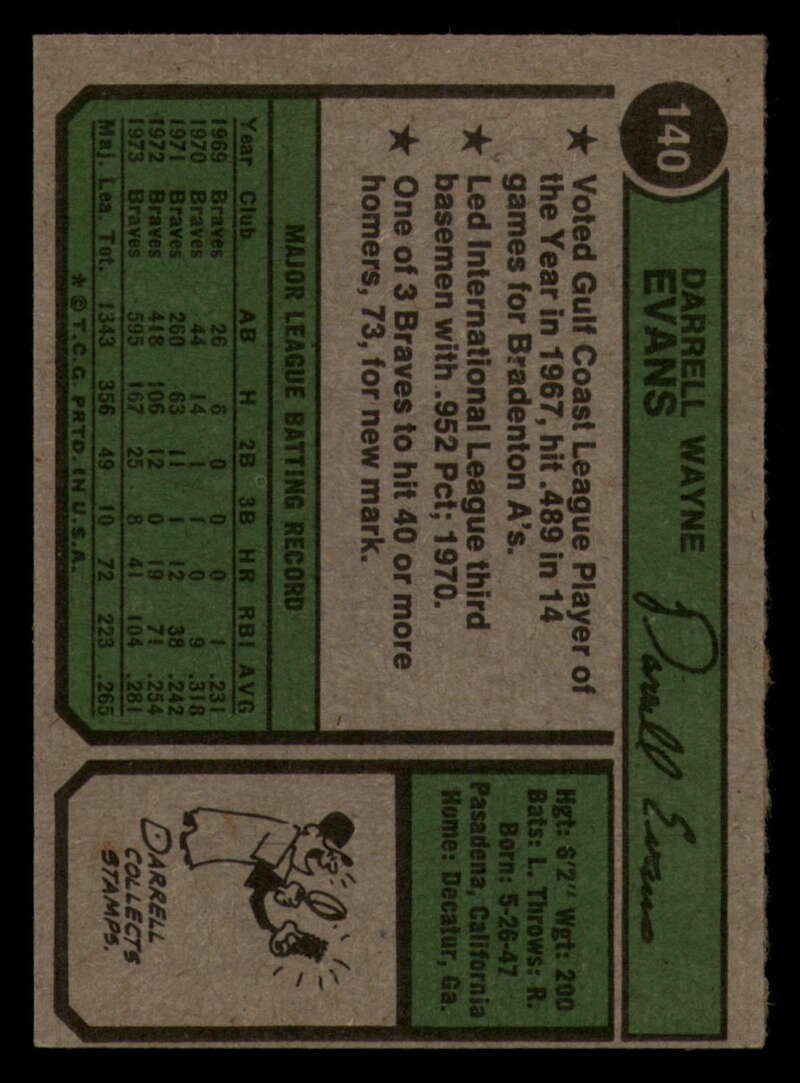 140
DARRELL WAYNE
EVANS
Darrell Evans
★ Voted Gulf Coast League Player of
the Year in 1967, hit .489 in 14
games for Bradenton A's.
★ Led International League third
basemen with .952 Pct; 1970.
★ One of 3 Braves to hit 40 or more
homers, 73, for new mark.
MAJOR LEAGUE BATTING RECORD
Year Club AB H 2B 3B HR RBI AVG
1969 Braves 26 6 0 0 0 1 .231
1970 Braves 44 14 1 1 0 9 .318
1971 Braves 260 63 11 1 12 38 .242
1972 Braves 418 106 12 0 19 71 .254
1973 Braves 595 167 25 8 41 104 .281
Maj. Lea. Tot. 1343 356 49 10 72 223 .265
* © T.C.G. PRTD. IN U.S.A.
Hgt: 6'2" Wgt: 200
Bats: L. Throws: R.
Born: 5-26-47
Pasadena, California
Home: Decatur, Ga.
DARRELL
COLLECTS
STAMPS.